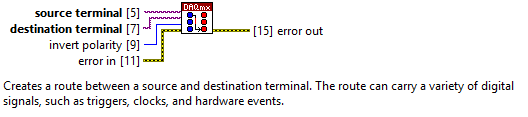 source terminal [5]
destination terminal [7]
invert polarity [9]
error in [11]
DAQmx
[15] error out
Creates a route between a source and destination terminal. The route can carry a variety of digital
signals, such as triggers, clocks, and hardware events.